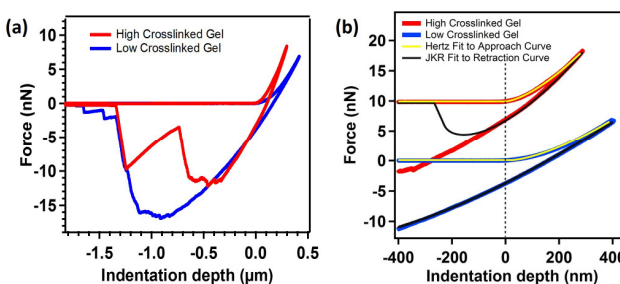 (a)
High Crosslinked Gel
Low Crosslinked Gel
10
5
0
-5
-10
-15
Force (nN)
-1.5
-1.0
-0.5
0.0
0.5
Indentation depth (µm)
(b)
High Crosslinked Gel
Low Crosslinked Gel
Hertz Fit to Approach Curve
JKR Fit to Retraction Curve
20
15
10
5
0
-5
-10
Force (nN)
-400
-200
0
200
400
Indentation depth (nm)